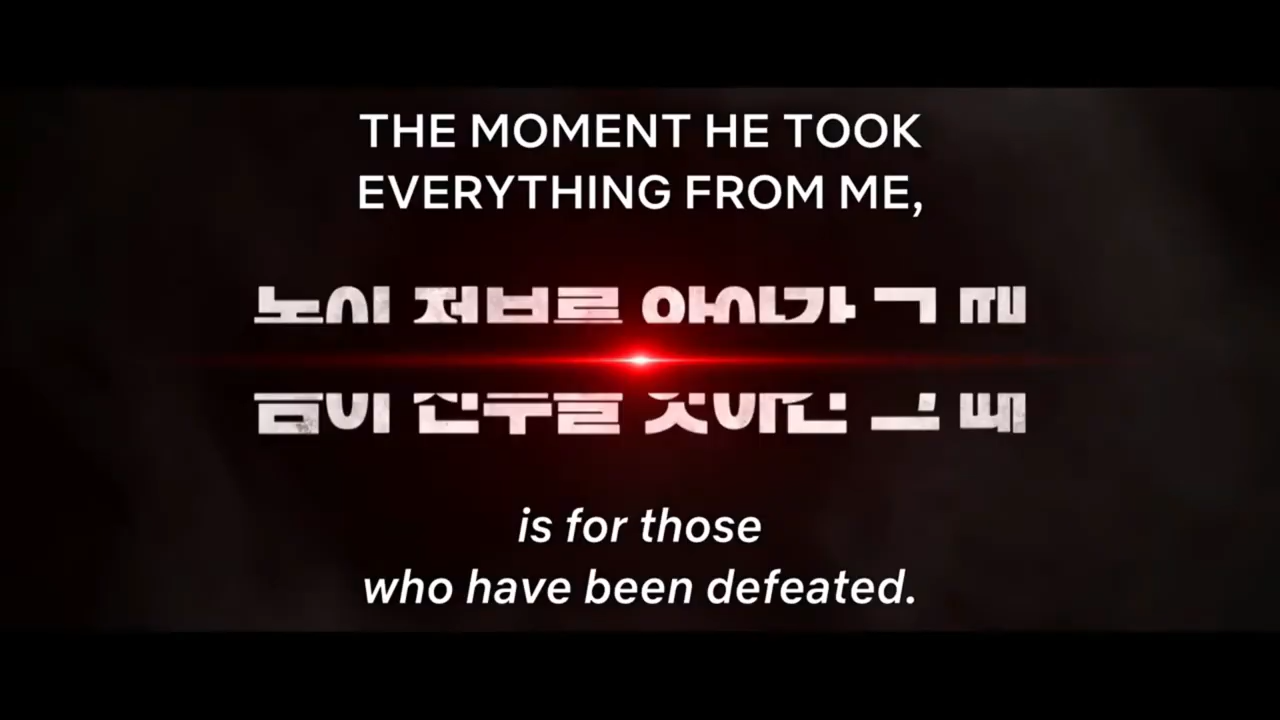 THE MOMENT HE TOOK
EVERYTHING FROM ME,
놈이 전부를 앗아간 그 때
is for those
who have been defeated.